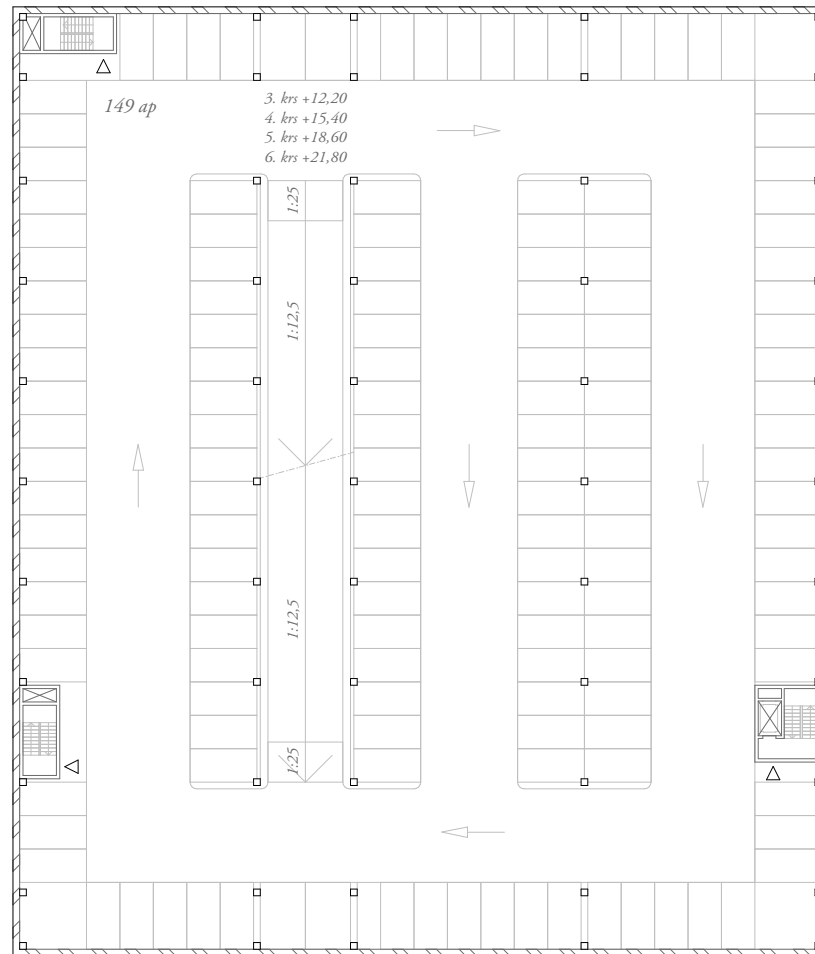 149 ap
3. krs +12,20
4. krs +15,40
5. krs +18,60
6. krs +21,80
1:25
1:12,5
1:12,5
1:25